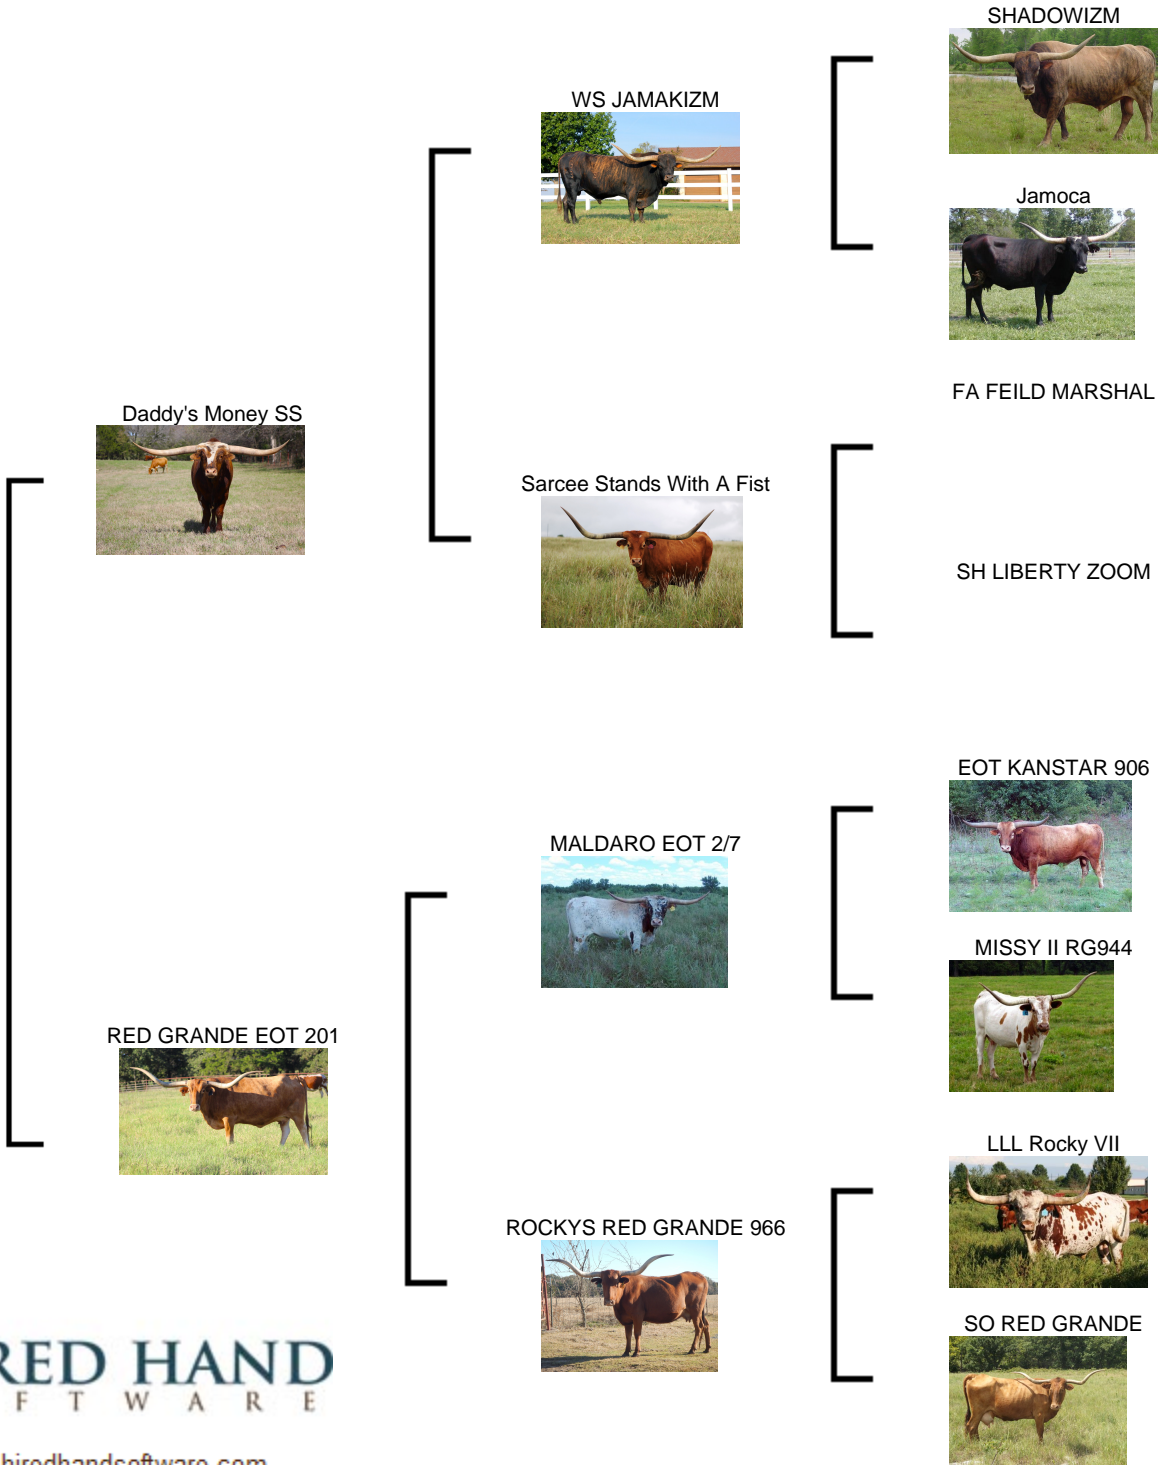 SHADOWIZM
WS JAMAKIZM
Jamoca
FA FEILD MARSHAL
Daddy's Money SS
Sarcee Stands With A Fist
SH LIBERTY ZOOM
EOT KANSTAR 906
MALDARO EOT 2/7
MISSY II RG944
RED GRANDE EOT 201
LLL Rocky VII
ROCKYS RED GRANDE 966
SO RED GRANDE
RED HAND
F T W A R E
hiredhandsoftware.com